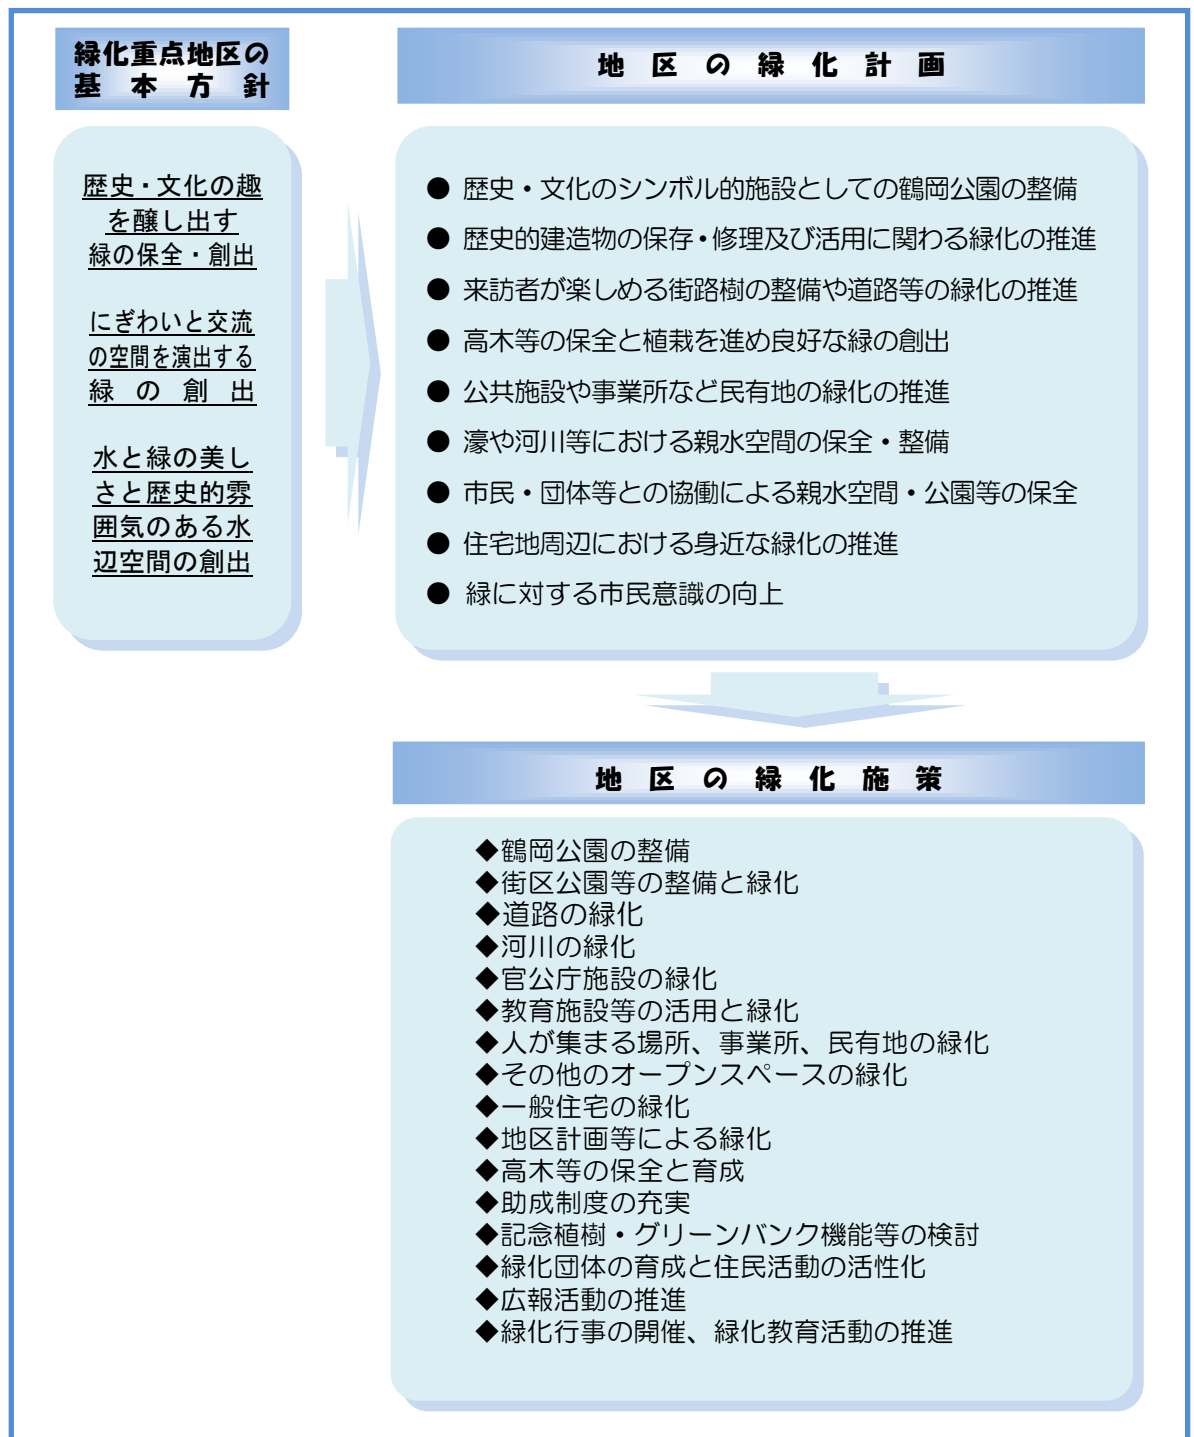 緑化重点地区の
基本方針
歴史・文化の趣
を醸し出す
緑の保全・創出
にぎわいと交流
の空間を演出する
緑の創出
水と緑の美し
さと歴史的雰
囲気のある水
辺空間の創出
地区の緑化計画
● 歴史・文化のシンボル的施設としての鶴岡公園の整備
● 歴史的建造物の保存・修理及び活用に関わる緑化の推進
● 来訪者が楽しめる街路樹の整備や道路等の緑化の推進
● 高木等の保全と植栽を進め良好な緑の創出
● 公共施設や事業所など民有地の緑化の推進
● 濠や河川等における親水空間の保全・整備
● 市民・団体等との協働による親水空間・公園等の保全
● 住宅地周辺における身近な緑化の推進
● 緑に対する市民意識の向上
地区の緑化施策
◆鶴岡公園の整備
◆街区公園等の整備と緑化
◆道路の緑化
◆河川の緑化
◆官公庁施設の緑化
◆教育施設等の活用と緑化
◆人が集まる場所、事業所、民有地の緑化
◆その他のオープンスペースの緑化
◆一般住宅の緑化
◆地区計画等による緑化
◆高木等の保全と育成
◆助成制度の充実
◆記念植樹・グリーンバンク機能等の検討
◆緑化団体の育成と住民活動の活性化
◆広報活動の推進
◆緑化行事の開催、緑化教育活動の推進